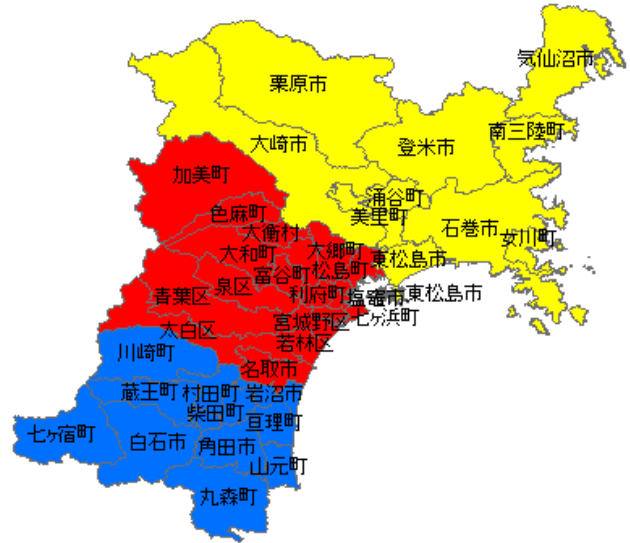 気仙沼市
栗原市
南三陸町
大崎市
登米市
加美町
涌谷町
色麻町
美里町
石巻市
女川町
大衡村
大郷町
大和町
東松島市
富谷町
松島町
泉区
青葉区
利府町
塩竈市
東松島市
七ヶ浜町
宮城野区
太白区
若林区
川崎町
名取市
蔵王町
村田町
岩沼市
柴田町
亘理町
七ヶ宿町
白石市
角田市
山元町
丸森町